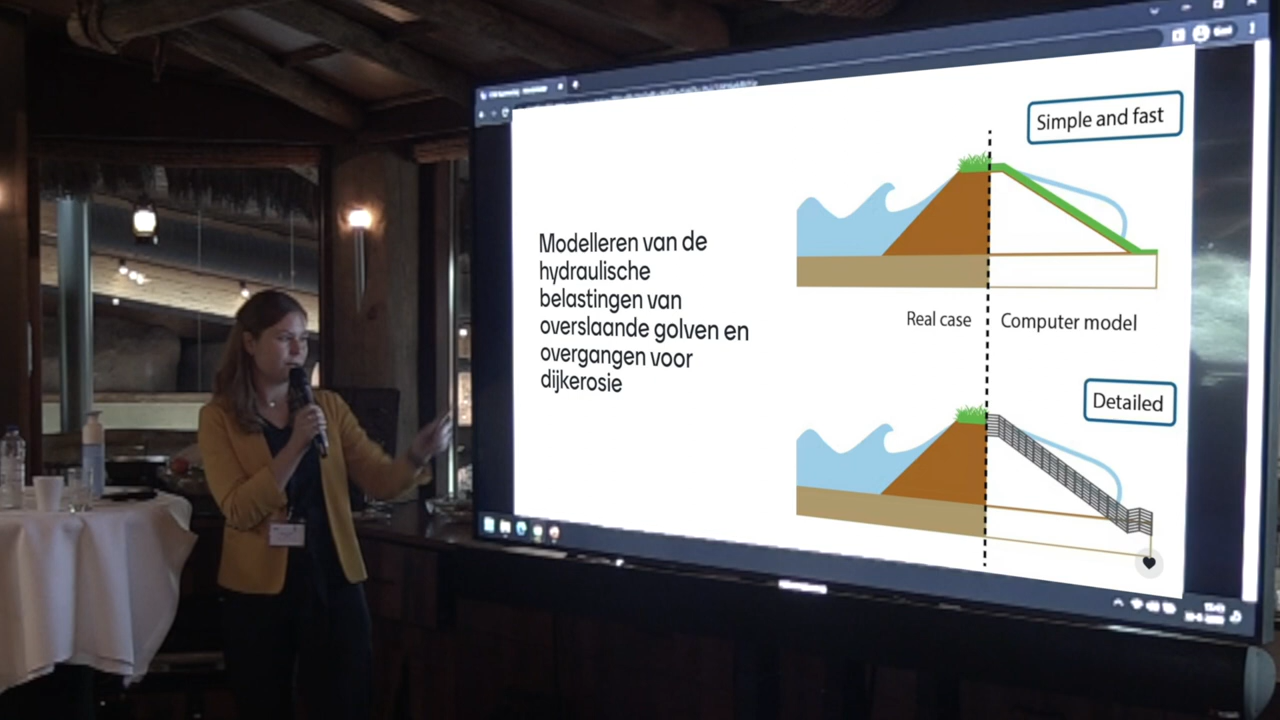 Simple and fast
Modelleren van de
hydraulische
belastingen van
overslaande golven en
overgangen voor
dijkerosie
Real case
Computer model
Detailed